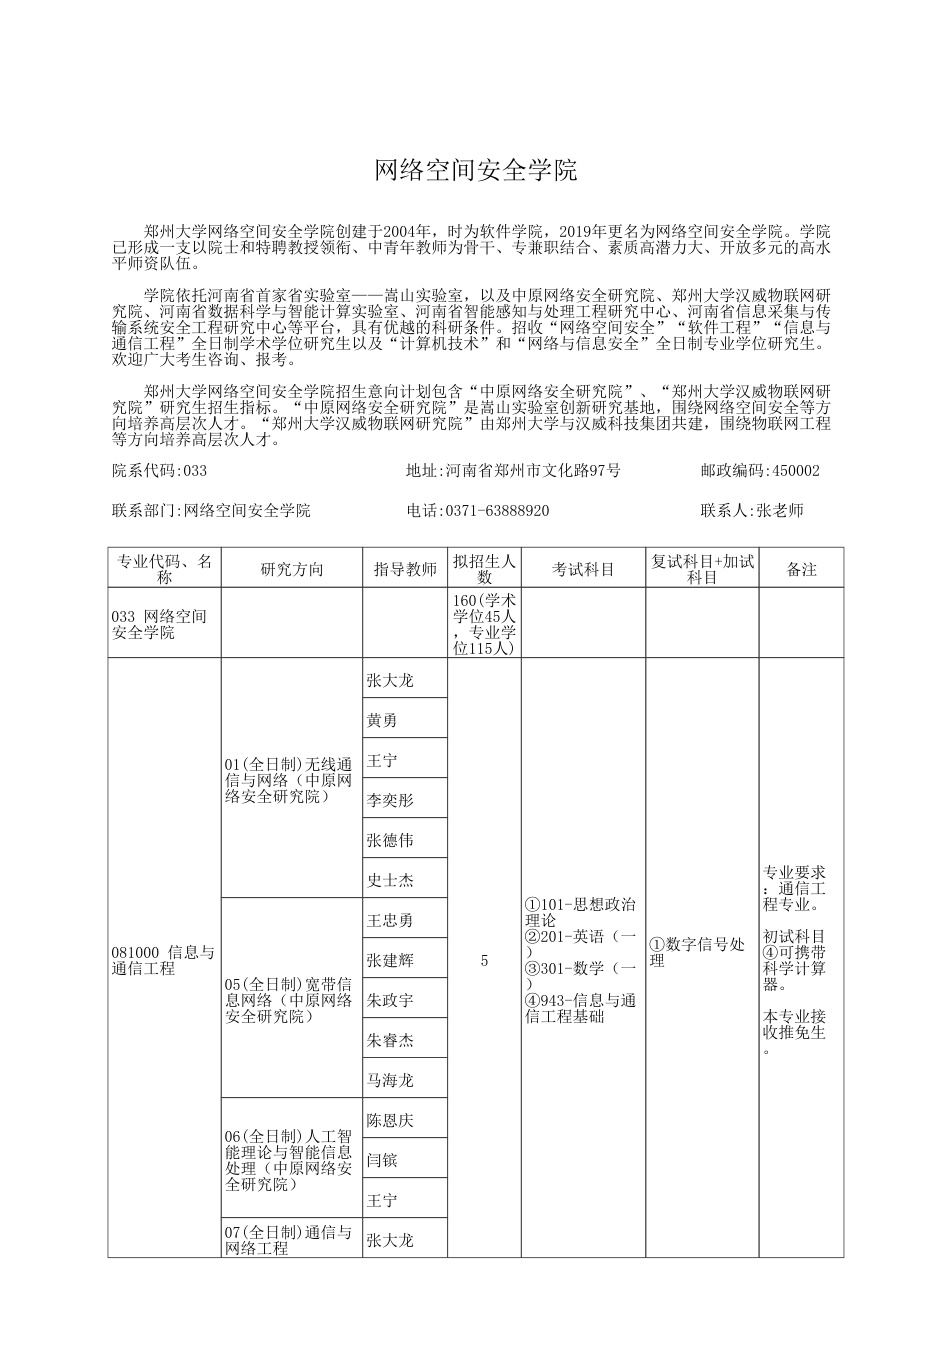 网络空间安全学院
郑州大学网络空间安全学院创建于2004年，时为软件学院，2019年更名为网络空间安全学院。学院
已形成一支以院士和特聘教授领衔、中青年教师为骨干、专兼职结合、素质高潜力大、开放多元的高水
平师资队伍。
学院依托河南省首家省实验室——嵩山实验室，以及中原网络安全研究院、郑州大学汉威物联网研
究院、河南省数据科学与智能计算实验室、河南省智能感知与处理工程研究中心、河南省信息采集与传
输系统安全工程研究中心等平台，具有优越的科研条件。招收“网络空间安全”“软件工程”“信息与
通信工程”全日制学术学位研究生以及“计算机技术”和“网络与信息安全”全日制专业学位研究生。
欢迎广大考生咨询、报考。
郑州大学网络空间安全学院招生意向计划包含“中原网络安全研究院”、“郑州大学汉威物联网研
究院”研究生招生指标。“中原网络安全研究院”是嵩山实验室创新研究基地，围绕网络空间安全等方
向培养高层次人才。“郑州大学汉威物联网研究院”由郑州大学与汉威科技集团共建，围绕物联网工程
等方向培养高层次人才。
院系代码:033 地址:河南省郑州市文化路97号 邮政编码:450002
联系部门:网络空间安全学院 电话:0371-63888920 联系人:张老师
专业代码、名
称
研究方向
指导教师
拟招生人
数
考试科目
复试科目+加试
科目
备注
033 网络空间
安全学院
160(学术
学位45人
，专业学
位115人)
081000 信息与
通信工程
01(全日制)无线通
信与网络（中原网
络安全研究院）
张大龙
黄勇
王宁
李奕彤
张德伟
史士杰
05(全日制)宽带信
息网络（中原网络
安全研究院）
王忠勇
张建辉
朱政宇
朱睿杰
马海龙
06(全日制)人工智
能理论与智能信息
处理（中原网络安
全研究院）
陈恩庆
闫镔
王宁
07(全日制)通信与
网络工程
张大龙
5
①101-思想政治
理论
②201-英语（一
）
③301-数学（一
）
④943-信息与通
信工程基础
①数字信号处
理
专业要求
：通信工
程专业。
初试科目
④可携带
科学计算
器。
本专业接
收推免生
。